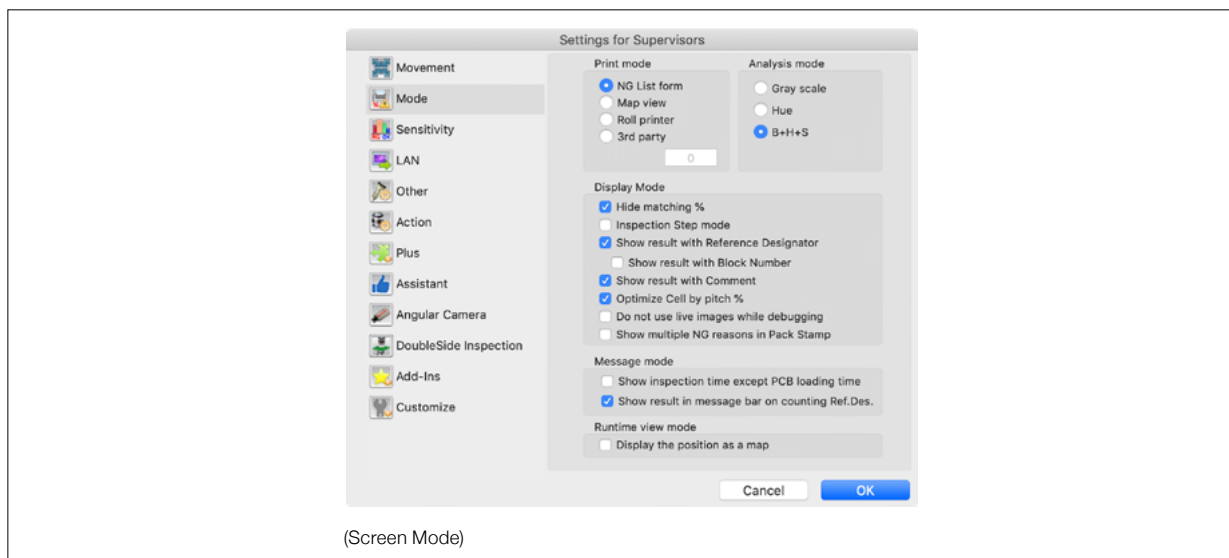 Settings for Supervisors
Movement
Mode
Sensitivity
LAN
Other
Action
Plus
Assistant
Angular Camera
DoubleSide Inspection
Add-Ins
Customize
Print mode
NG List form
Map view
Roll printer
3rd party
0
Analysis mode
Gray scale
Hue
B+H+S
Display Mode
Hide matching %
Inspection Step mode
Show result with Reference Designator
Show result with Block Number
Show result with Comment
Optimize Cell by pitch %
Do not use live images while debugging
Show multiple NG reasons in Pack Stamp
Message mode
Show inspection time except PCB loading time
Show result in message bar on counting Ref.Des.
Runtime view mode
Display the position as a map
Cancel
OK
(Screen Mode)